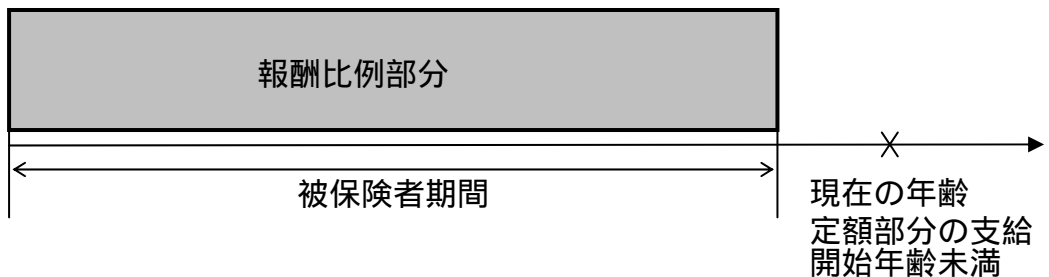 報酬比例部分
被保険者期間
現在の年齢
定額部分の支給
開始年齢未満